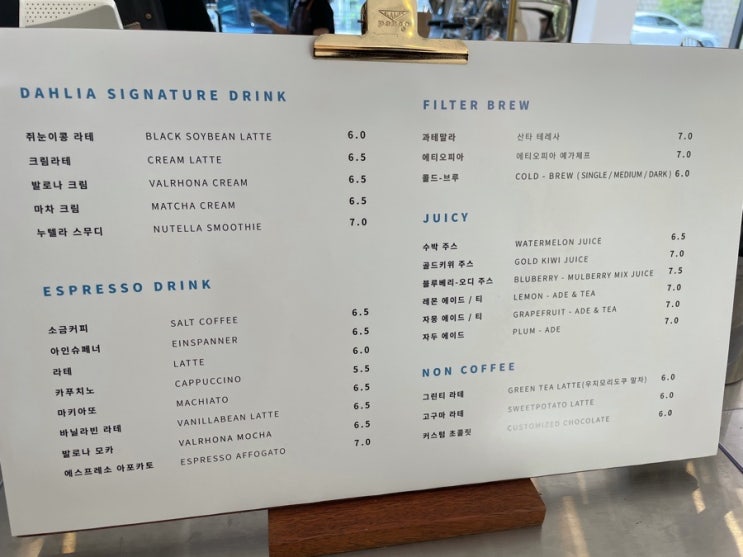 DAHLIA SIGNATURE DRINK
쥐눈이콩 라테 BLACK SOYBEAN LATTE 6.0
크림라테 CREAM LATTE 6.5
발로나 크림 VALRHONA CREAM 6.5
마차 크림 MATCHA CREAM 6.5
누텔라 스무디 NUTELLA SMOOTHIE 7.0
ESPRESSO DRINK
소금커피 SALT COFFEE 6.5
아인슈페너 EINSPANNER 6.5
라테 LATTE 6.0
카푸치노 CAPPUCCINO 5.5
마키아또 MACHIATO 6.5
바닐라빈 라테 VANILLABEAN LATTE 6.5
발로나 모카 VALRHONA MOCHA 6.5
에스프레소 아포카토 ESPRESSO AFFOGATO 7.0
FILTER BREW
과테말라 산타 테레사 7.0
에티오피아 에티오피아 예가체프 7.0
콜드-브루 COLD - BREW ( SINGLE / MEDIUM / DARK ) 6.0
JUICY
수박 주스 WATERMELON JUICE 6.5
골드키위 주스 GOLD KIWI JUICE 7.0
블루베리-오디 주스 BLUBERRY - MULBERRY MIX JUICE 7.5
레몬 에이드 / 티 LEMON - ADE & TEA 7.0
자몽 에이드 / 티 GRAPEFRUIT - ADE & TEA 7.0
자두 에이드 PLUM - ADE 7.0
NON COFFEE
그린티 라테 GREEN TEA LATTE(우지모리오쿠 말차) 6.0
고구마 라테 SWEETPOTATO LATTE 6.0
커스텀 초콜릿 CUSTOMIZED CHOCOLATE 6.0